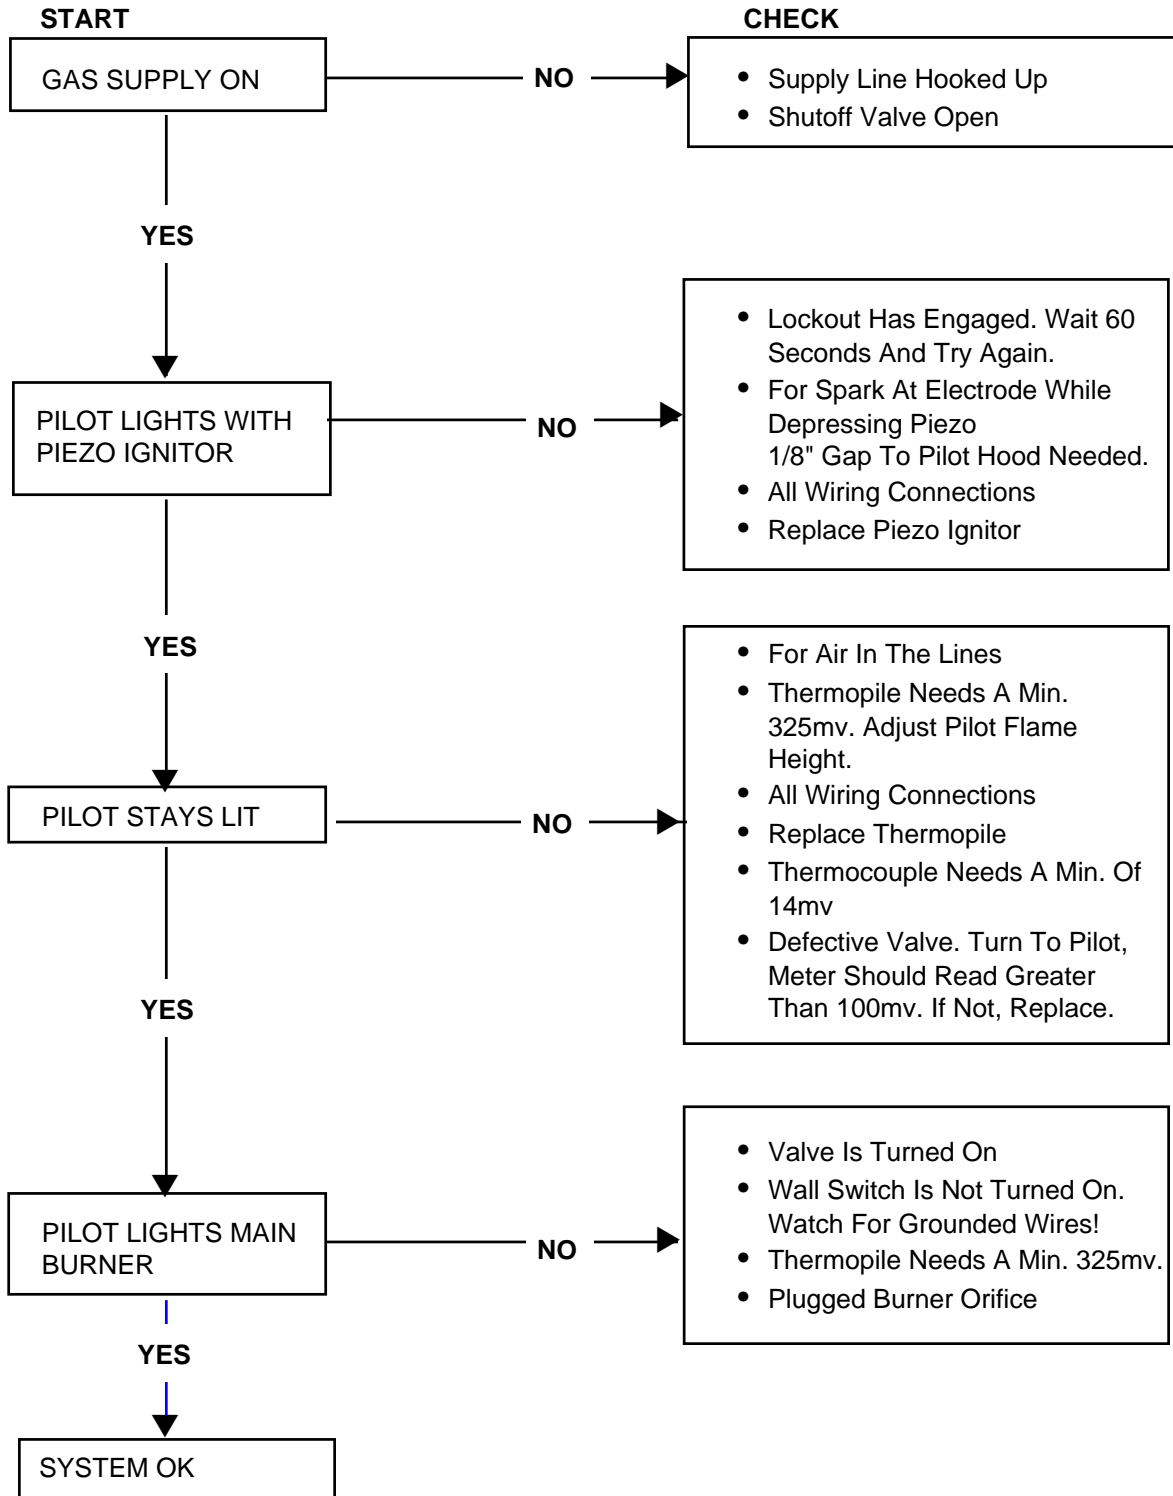 START
CHECK
GAS SUPPLY ON
NO
• Supply Line Hooked Up
• Shutoff Valve Open
YES
PILOT LIGHTS WITH
PIEZO IGNITOR
NO
• Lockout Has Engaged. Wait 60
Seconds And Try Again.
• For Spark At Electrode While
Depressing Piezo
1/8" Gap To Pilot Hood Needed.
• All Wiring Connections
• Replace Piezo Ignitor
YES
PILOT STAYS LIT
NO
• For Air In The Lines
• Thermopile Needs A Min.
325mv. Adjust Pilot Flame
Height.
• All Wiring Connections
• Replace Thermopile
• Thermocouple Needs A Min. Of
14mv
• Defective Valve. Turn To Pilot,
Meter Should Read Greater
Than 100mv. If Not, Replace.
YES
PILOT LIGHTS MAIN
BURNER
NO
• Valve Is Turned On
• Wall Switch Is Not Turned On.
Watch For Grounded Wires!
• Thermopile Needs A Min. 325mv.
• Plugged Burner Orifice
YES
SYSTEM OK